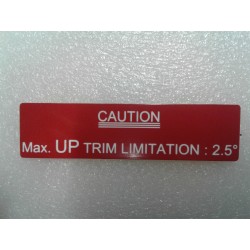 CAUTION
Max. UP TRIM LIMITATION : 2.5°